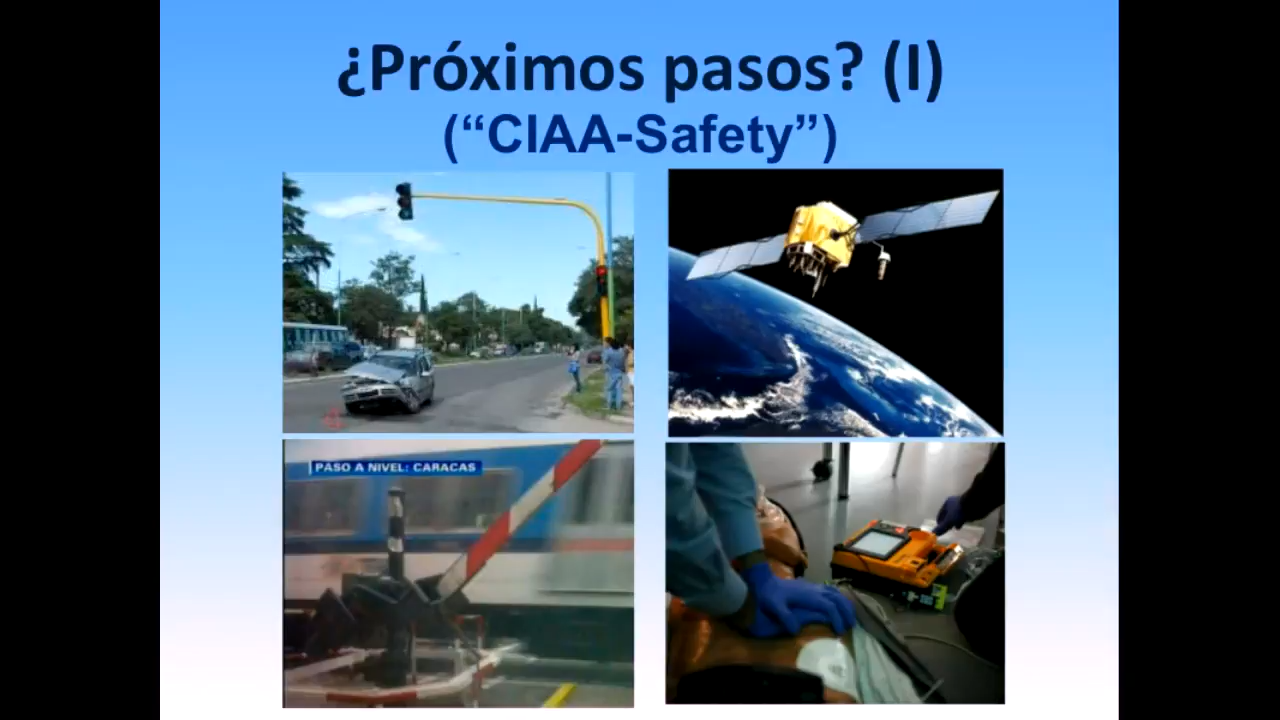 ¿Próximos pasos? (I)
(“CIAA-Safety”)
PASO A NIVEL: CARACAS